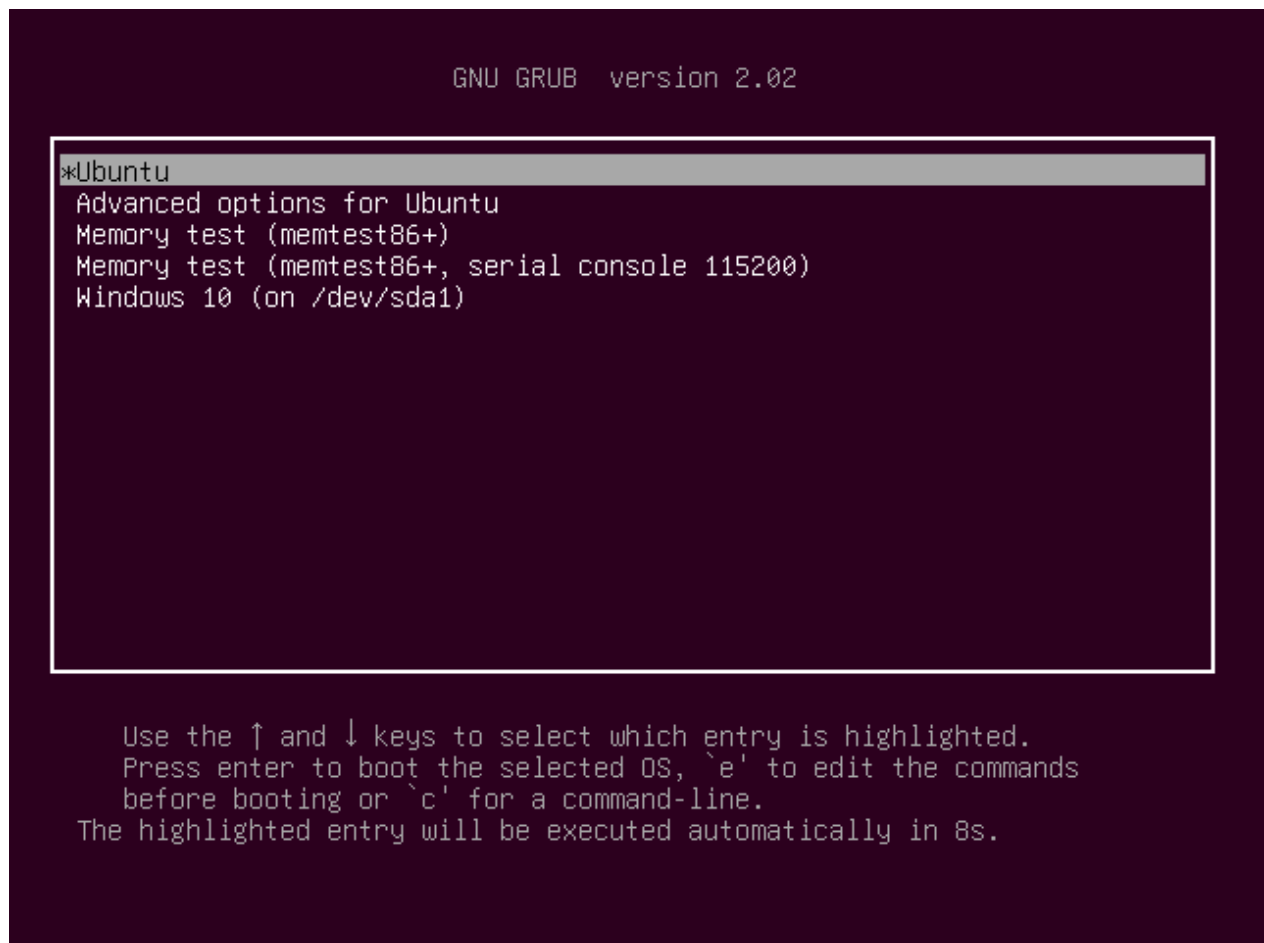 GNU GRUB  version 2.02
*Ubuntu
Advanced options for Ubuntu
Memory test (memtest86+)
Memory test (memtest86+, serial console 115200)
Windows 10 (on /dev/sda1)
Use the ↑ and ↓ keys to select which entry is highlighted.
Press enter to boot the selected OS, `e' to edit the commands
before booting or `c' for a command-line.
The highlighted entry will be executed automatically in 8s.